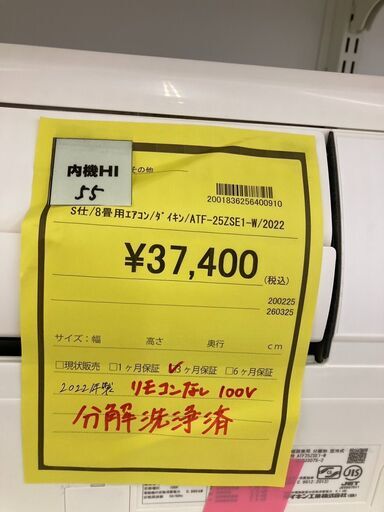 内機HI
55
その他
2001836256400910
S仕/8畳用エアコン/ダイキン/ATF-25ZSE1-W/2022
¥37,400
(税込)
200225
260325
サイズ:幅 高さ 奥行 cm
□現状販売 □1ヶ月保証 ☑3ヶ月保証 □6ヶ月保証
2022年製 リモコンなし 100V
分解洗浄済
JIS
JET